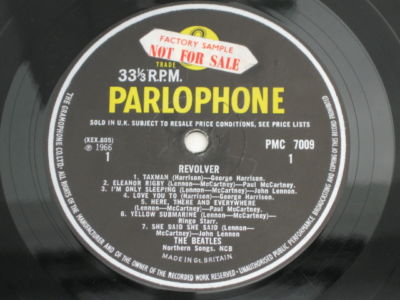 FACTORY SAMPLE
NOT FOR SALE
TRADE
33⅓ R.P.M.
PARLOPHONE
SOLD IN U.K. SUBJECT TO RESALE PRICE CONDITIONS, SEE PRICE LISTS
(XEX.605)
PMC 7009
℗ 1966
1
1
REVOLVER
1. TAXMAN (Harrison)—George Harrison.
2. ELEANOR RIGBY (Lennon—McCartney) Paul McCartney.
3. I'M ONLY SLEEPING (Lennon—McCartney)—John Lennon.
4. LOVE YOU TO (Harrison)—George Harrison.
5. HERE, THERE AND EVERYWHERE
(Lennon—McCartney)—Paul McCartney.
6. YELLOW SUBMARINE (Lennon—McCartney)—
Ringo Starr.
7. SHE SAID SHE SAID (Lennon—
McCartney)—John Lennon
THE BEATLES
Northern Songs, NCB
MADE IN GT. BRITAIN
THE GRAMOPHONE CO. LTD. ALL RIGHTS OF THE MANUFACTURER AND OF THE OWNER OF THE RECORDED WORK RESERVED. UNAUTHORISED PUBLIC PERFORMANCE BROADCASTING AND COPYING OF THIS RECORD PROHIBITED